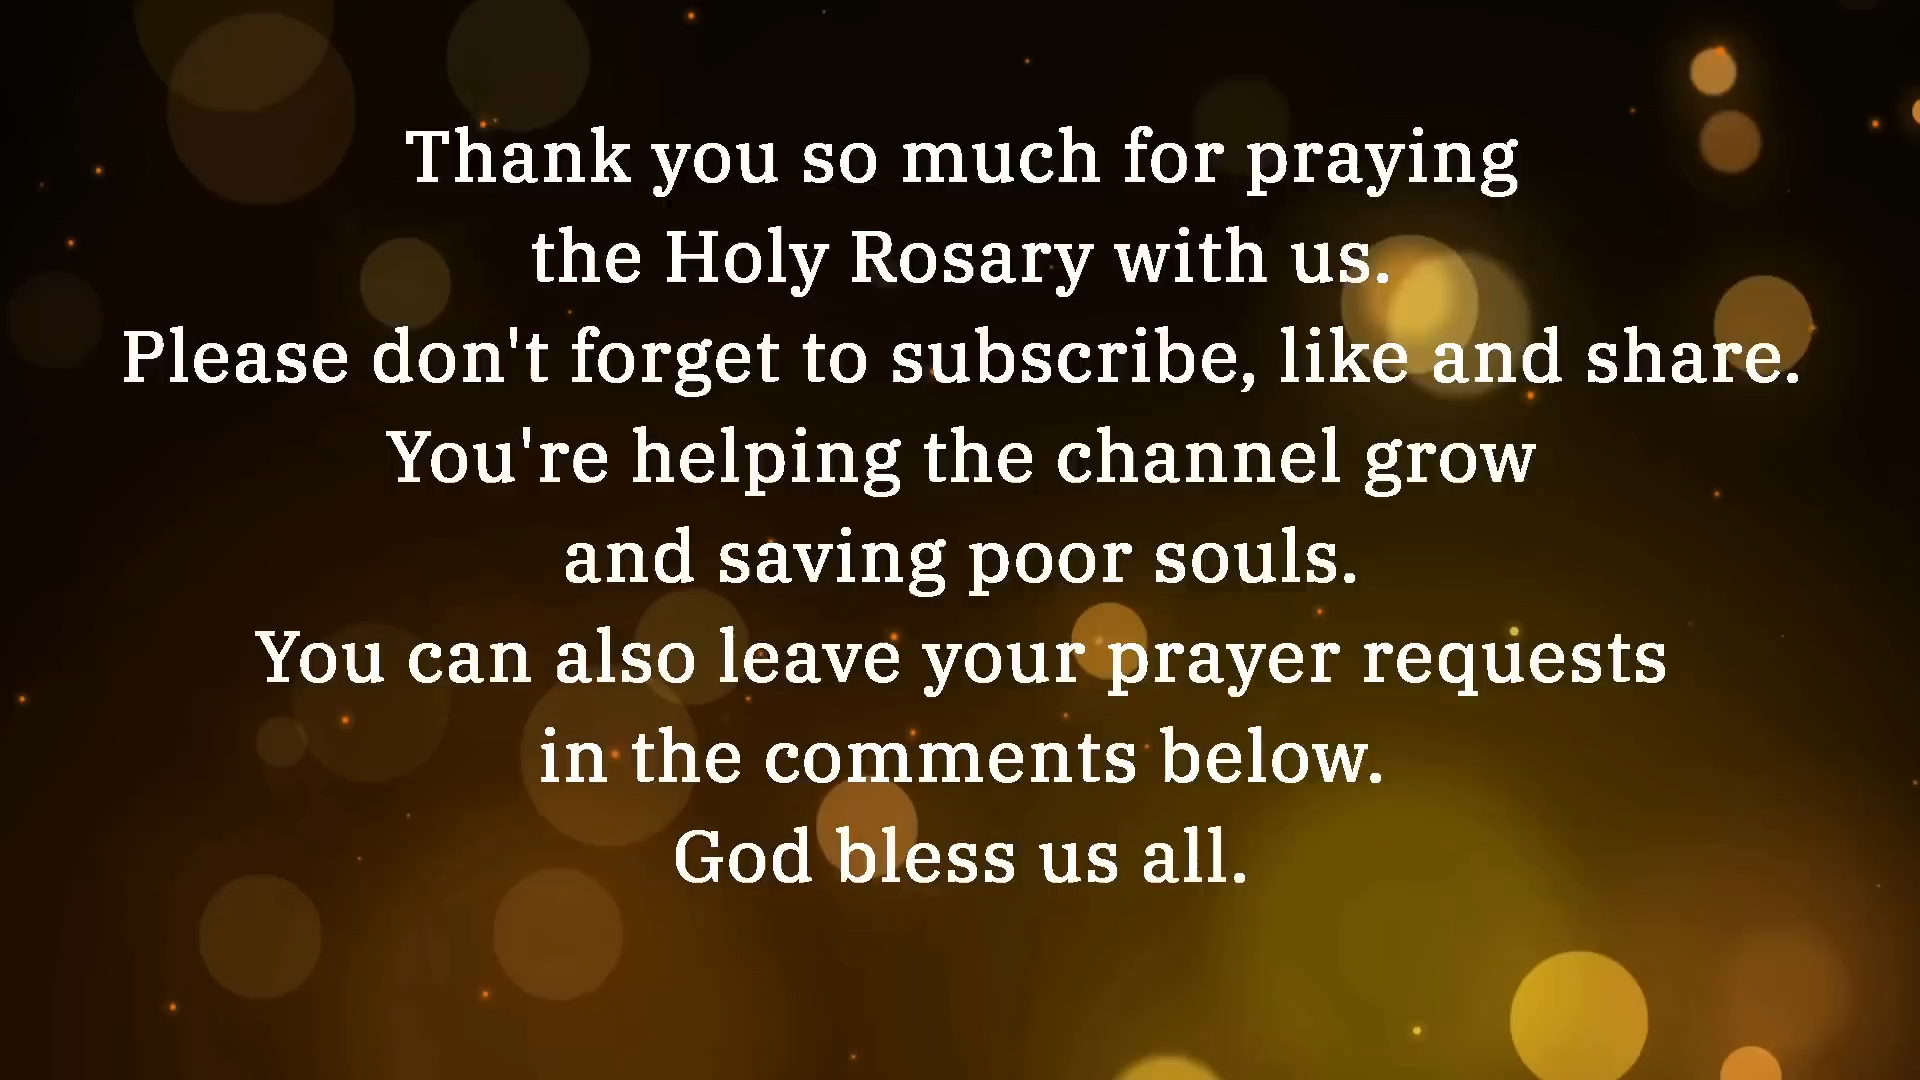 Thank you so much for praying
the Holy Rosary with us.
Please don't forget to subscribe, like and share.
You're helping the channel grow
and saving poor souls.
You can also leave your prayer requests
in the comments below.
God bless us all.